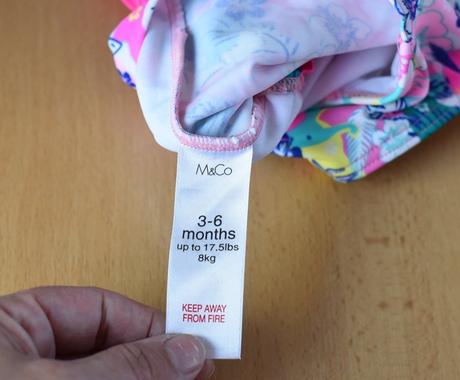 M&Co
3-6
months
up to 17.5lbs
8kg
KEEP AWAY
FROM FIRE